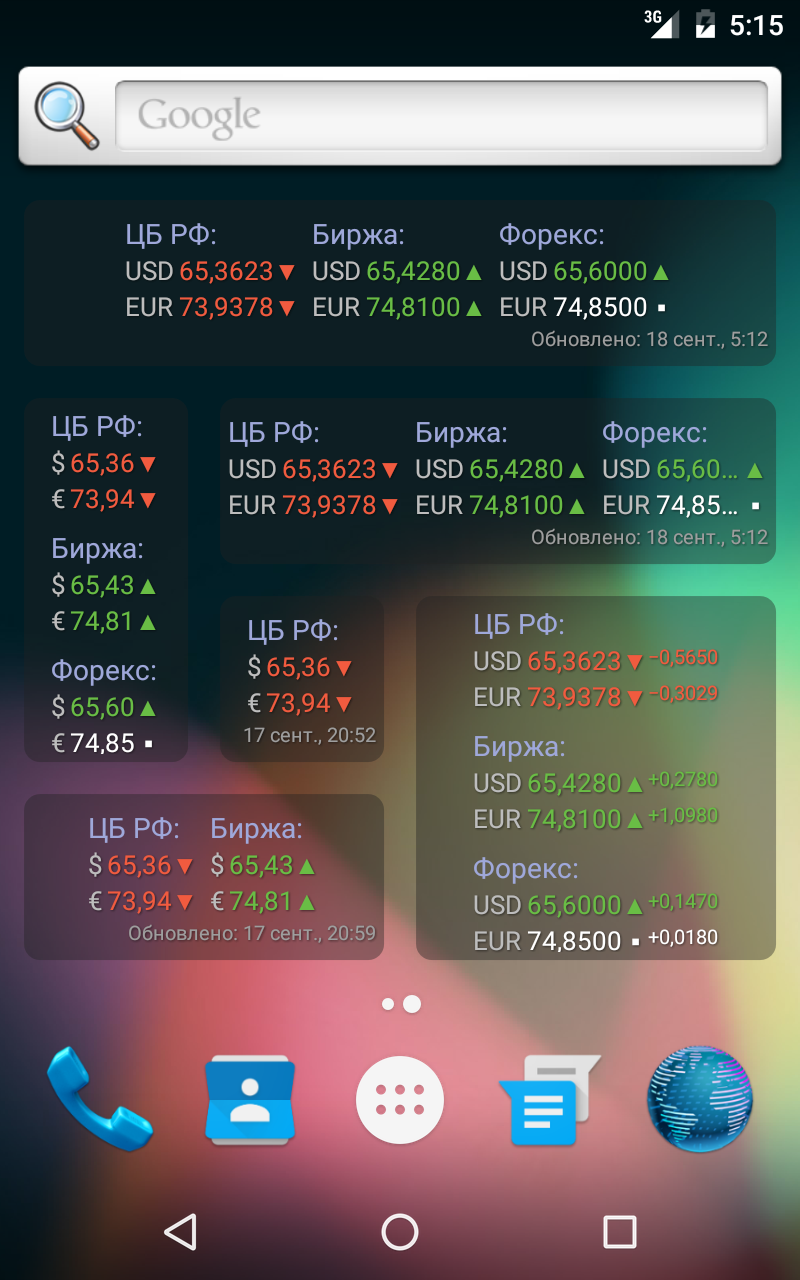 3G 5:15
Google
ЦБ РФ: Биржа: Форекс:
USD 65,3623 ▼ USD 65,4280 ▲ USD 65,6000 ▲
EUR 73,9378 ▼ EUR 74,8100 ▲ EUR 74,8500 ▪
Обновлено: 18 сент., 5:12
ЦБ РФ:
$ 65,36 ▼
€ 73,94 ▼
Биржа:
$ 65,43 ▲
€ 74,81 ▲
Форекс:
$ 65,60 ▲
€ 74,85 ▪
ЦБ РФ: Биржа: Форекс:
USD 65,3623 ▼ USD 65,4280 ▲ USD 65,60... ▲
EUR 73,9378 ▼ EUR 74,8100 ▲ EUR 74,85... ▪
Обновлено: 18 сент., 5:12
ЦБ РФ:
$ 65,36 ▼
€ 73,94 ▼
17 сент., 20:52
ЦБ РФ:
USD 65,3623 ▼ −0,5650
EUR 73,9378 ▼ −0,3029
Биржа:
USD 65,4280 ▲ +0,2780
EUR 74,8100 ▲ +1,0980
Форекс:
USD 65,6000 ▲ +0,1470
EUR 74,8500 ▪ +0,0180
ЦБ РФ: Биржа:
$ 65,36 ▼ $ 65,43 ▲
€ 73,94 ▼ € 74,81 ▲
Обновлено: 17 сент., 20:59